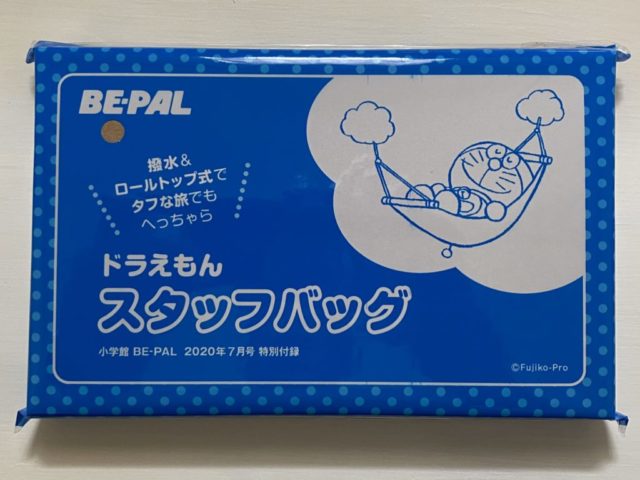 BE-PAL
撥水&
ロールトップ式で
タフな旅でも
へっちゃら
ドラえもん
スタッフバッグ
小学館 BE-PAL 2020年7月号 特別付録
©Fujiko-Pro